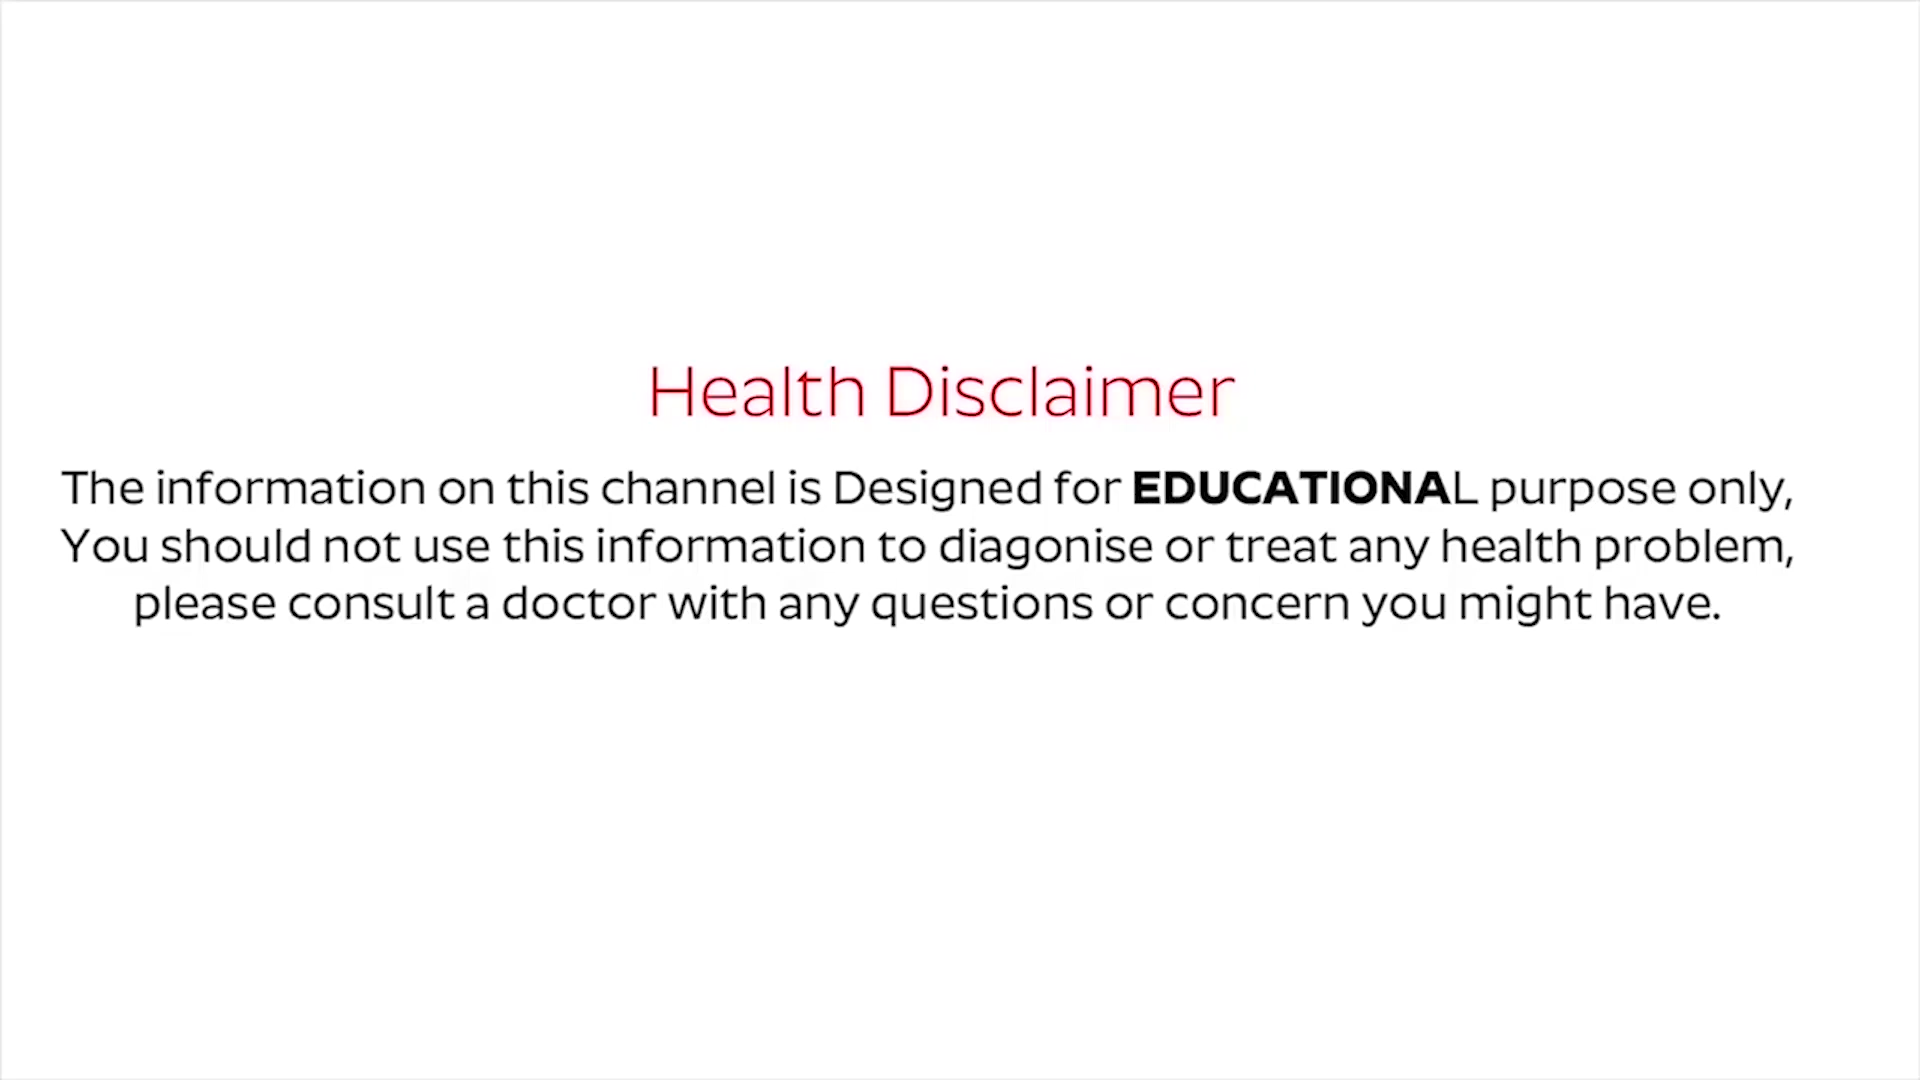 Health Disclaimer
The information on this channel is Designed for EDUCATIONAL purpose only,
You should not use this information to diagonise or treat any health problem,
please consult a doctor with any questions or concern you might have.